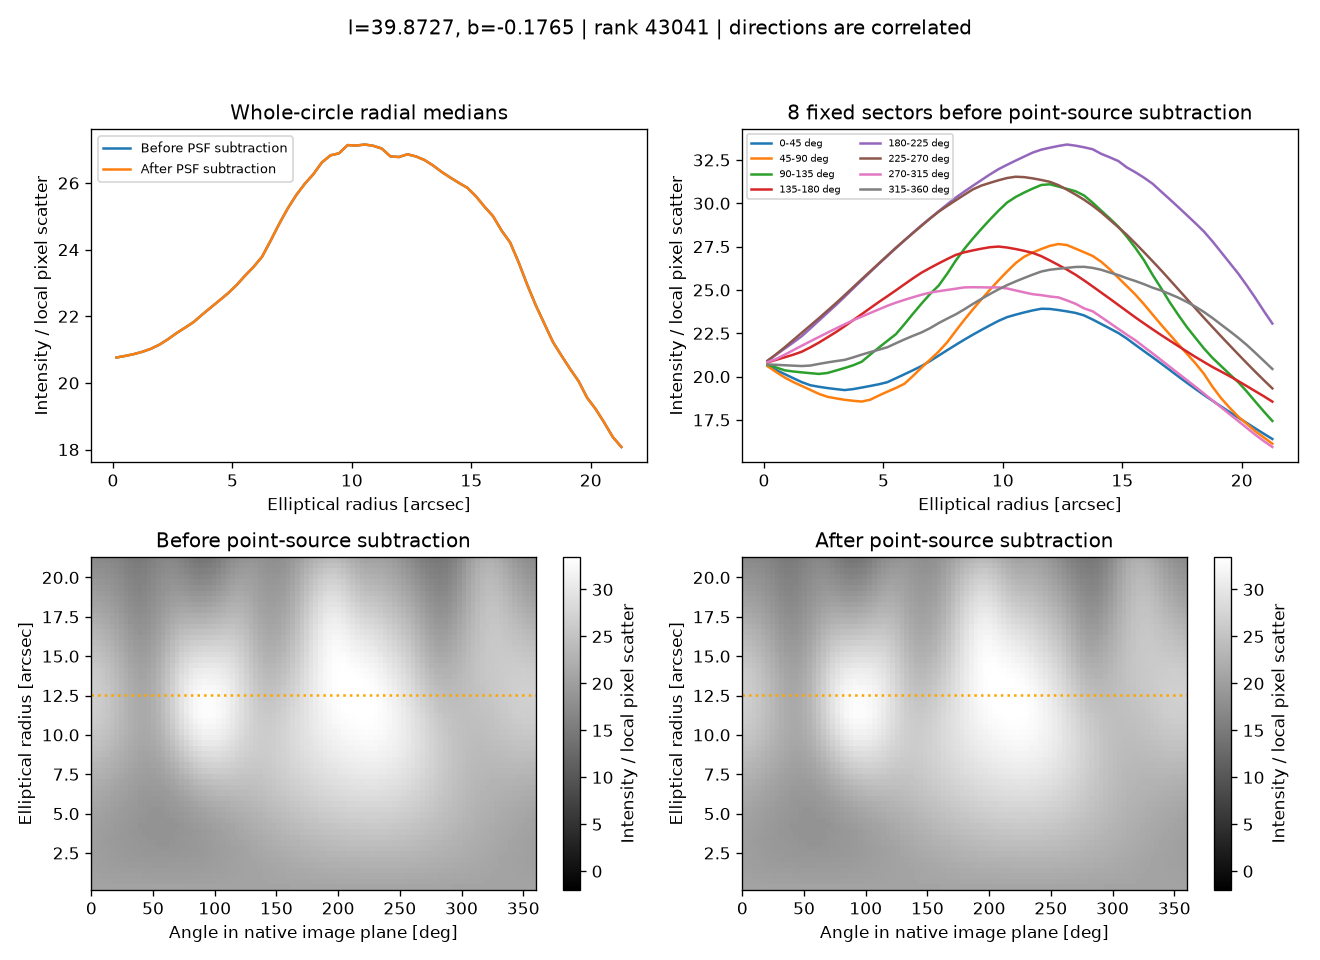 l=39.8727, b=-0.1765 | rank 43041 | directions are correlated
Whole-circle radial medians
Before PSF subtraction
After PSF subtraction
Intensity / local pixel scatter
26
24
22
20
18
0 5 10 15 20
Elliptical radius [arcsec]
8 fixed sectors before point-source subtraction
0-45 deg 180-225 deg
45-90 deg 225-270 deg
90-135 deg 270-315 deg
135-180 deg 315-360 deg
Intensity / local pixel scatter
32.5
30.0
27.5
25.0
22.5
20.0
17.5
0 5 10 15 20
Elliptical radius [arcsec]
Before point-source subtraction
Elliptical radius [arcsec]
20.0
17.5
15.0
12.5
10.0
7.5
5.0
2.5
0 50 100 150 200 250 300 350
Angle in native image plane [deg]
30
25
20
15
10
5
0
Intensity / local pixel scatter
After point-source subtraction
Elliptical radius [arcsec]
20.0
17.5
15.0
12.5
10.0
7.5
5.0
2.5
0 50 100 150 200 250 300 350
Angle in native image plane [deg]
30
25
20
15
10
5
0
Intensity / local pixel scatter